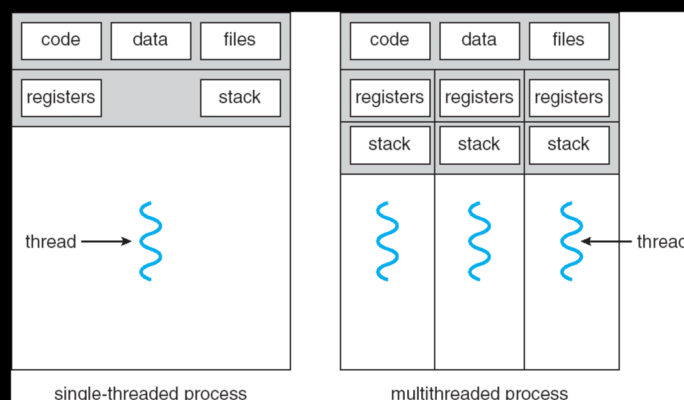 code data files
registers stack
thread
single-threaded process
code data files
registers registers registers
stack stack stack
thread
multithreaded process